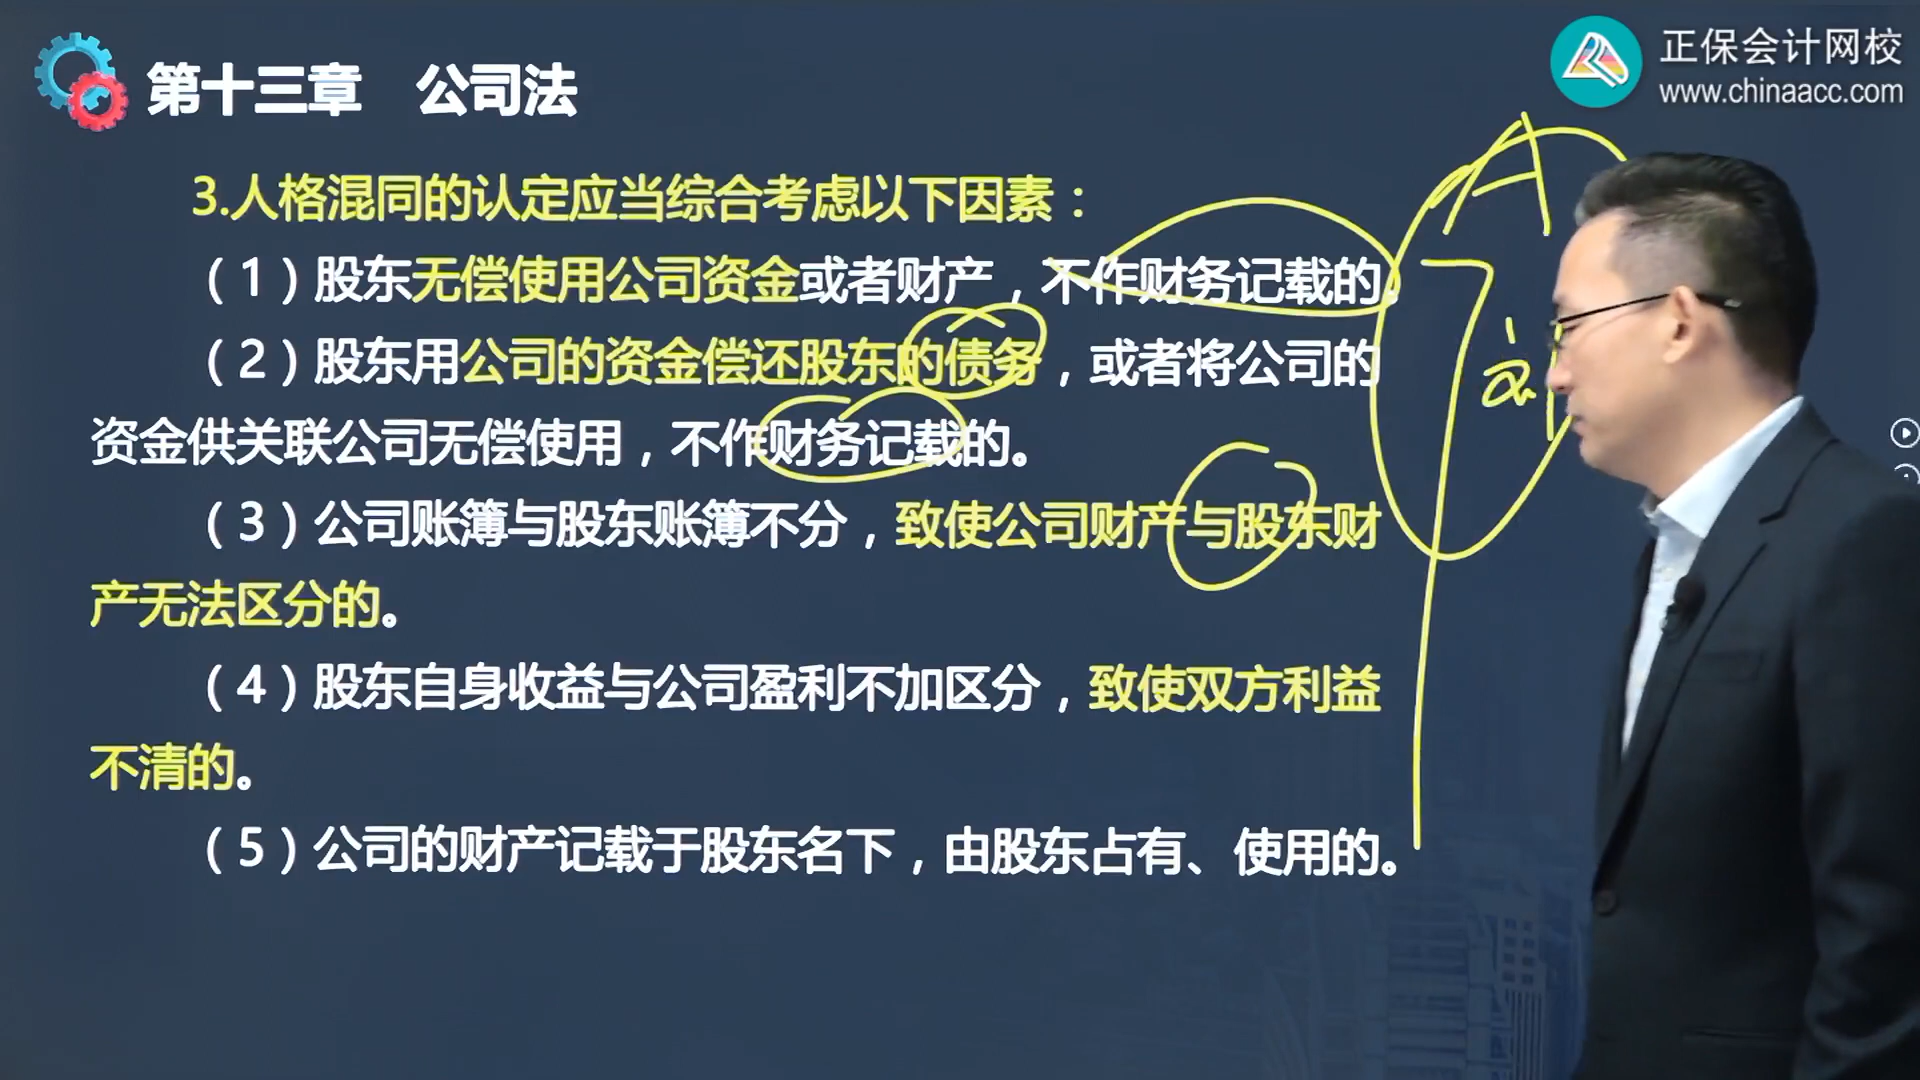 第十三章 公司法
正保会计网校
www.chinaacc.com
3.人格混同的认定应当综合考虑以下因素：
（1）股东无偿使用公司资金或者财产，不作财务记载的。
（2）股东用公司的资金偿还股东的债务，或者将公司的
资金供关联公司无偿使用，不作财务记载的。
（3）公司账簿与股东账簿不分，致使公司财产与股东财
产无法区分的。
（4）股东自身收益与公司盈利不加区分，致使双方利益
不清的。
（5）公司的财产记载于股东名下，由股东占有、使用的。
A